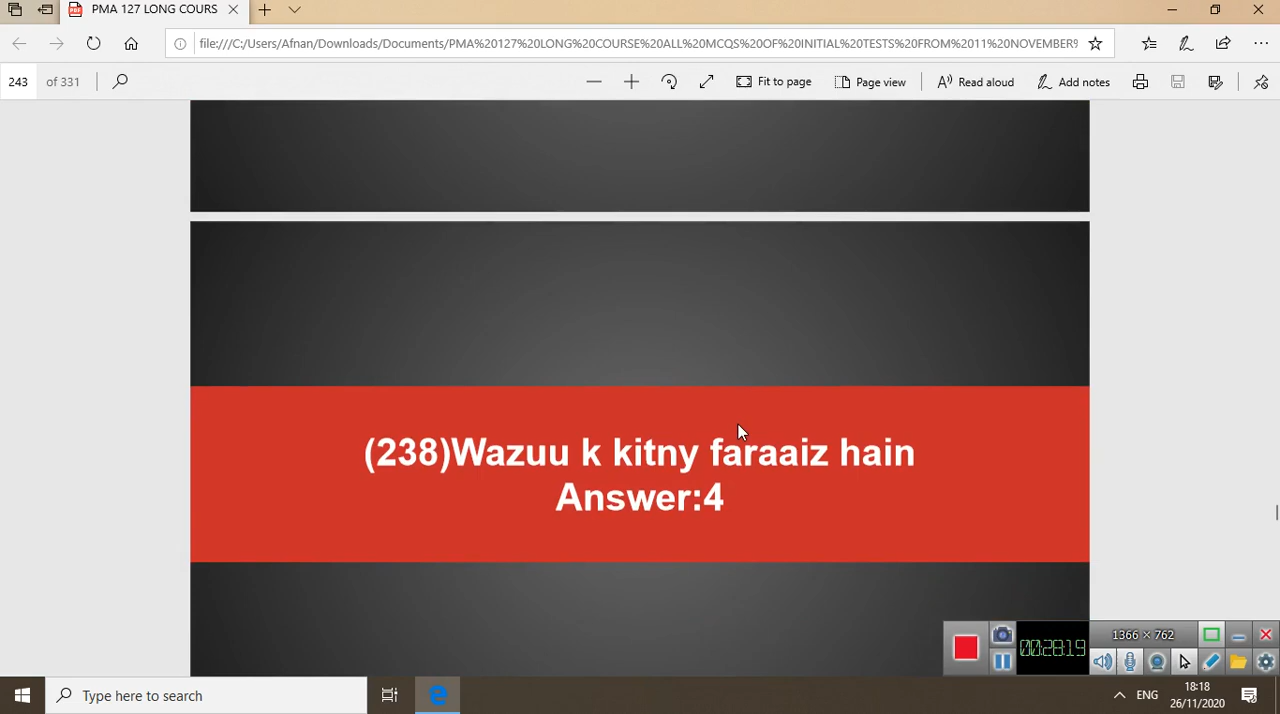 PMA 127 LONG COURS
file:///C:/Users/Afnan/Downloads/Documents/PMA%20127%20LONG%20COURSE%20ALL%20MCQS%20OF%20INITIAL%20TESTS%20FROM%2011%20NOVEMBER%
243 of 331
Fit to page
Page view
Read aloud
Add notes
(238)Wazuu k kitny faraaiz hain
Answer:4
1366 × 762
00:28:19
Type here to search
ENG
18:18
26/11/2020